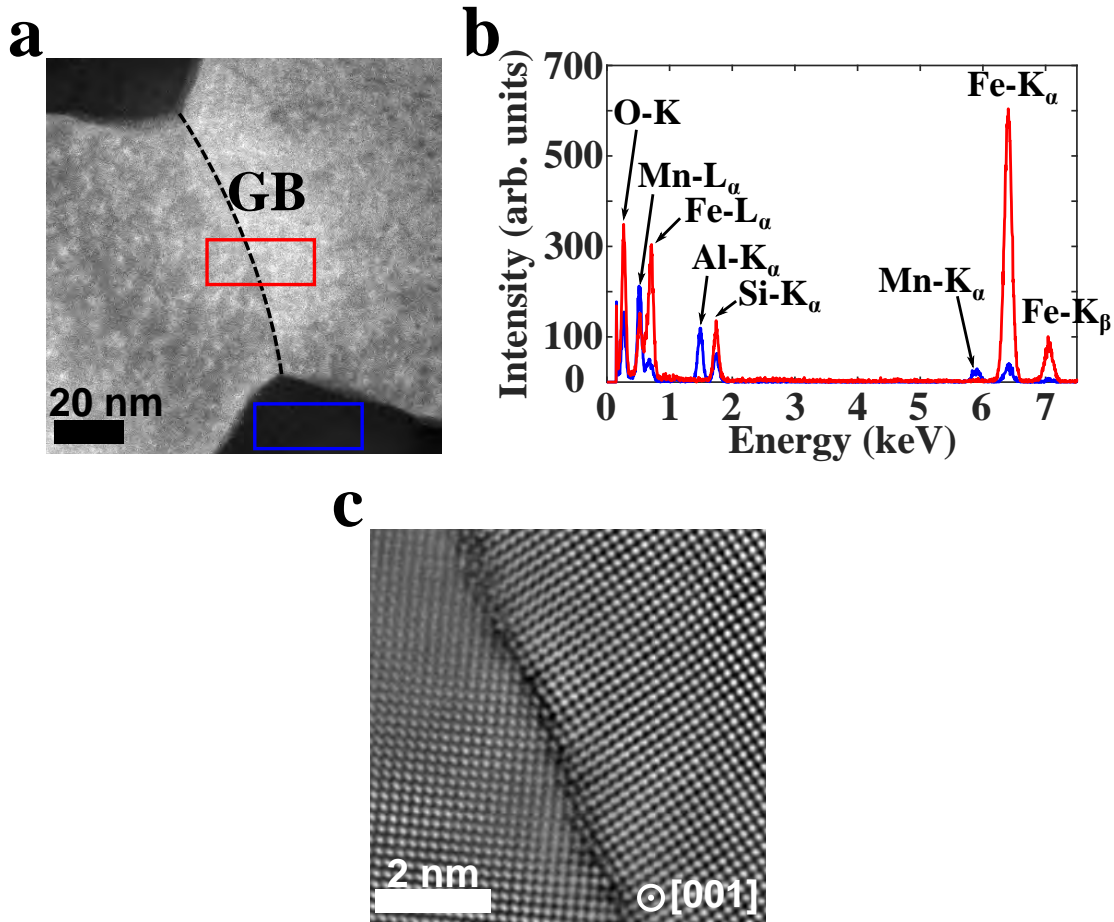 a
GB
20 nm
b
700
500
300
100
0
Intensity (arb. units)
O-K
Mn-Lα
Fe-Lα
Al-Kα
Si-Kα
Mn-Kα
Fe-Kα
Fe-Kβ
0 1 2 3 4 5 6 7
Energy (keV)
c
2 nm
⊙[001]